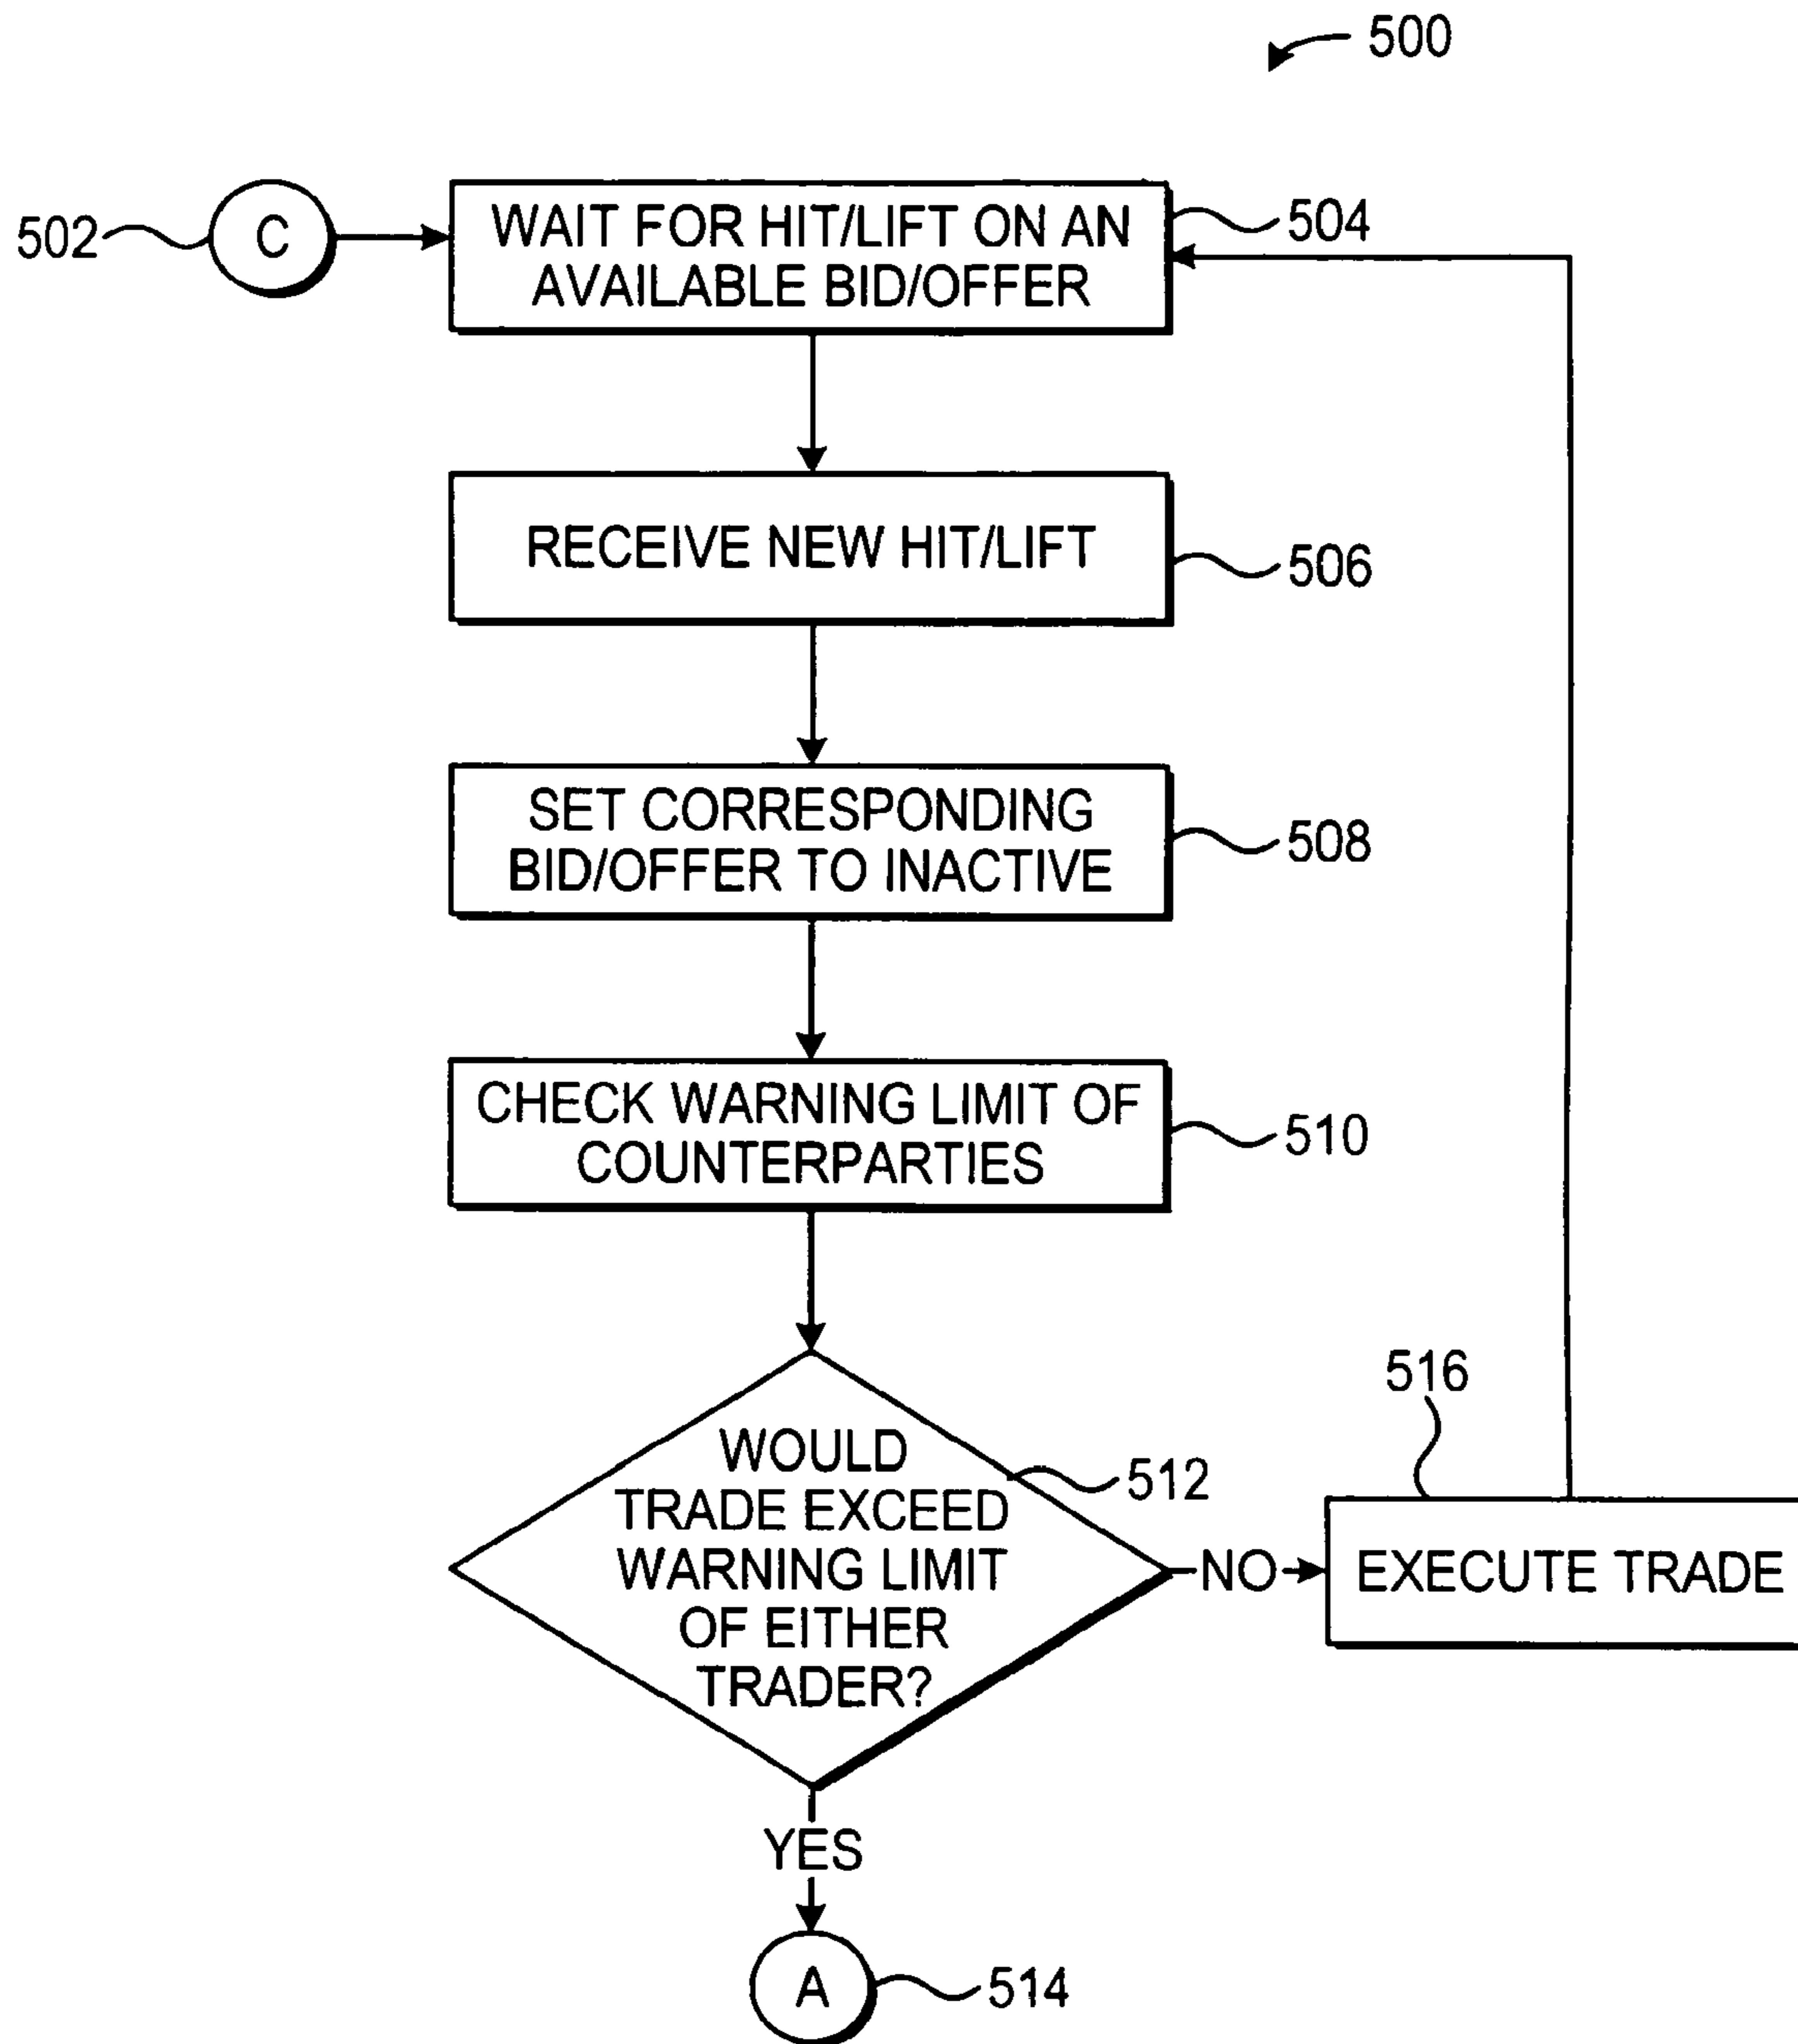 500
502
C
WAIT FOR HIT/LIFT ON AN
AVAILABLE BID/OFFER
504
RECEIVE NEW HIT/LIFT
506
SET CORRESPONDING
BID/OFFER TO INACTIVE
508
CHECK WARNING LIMIT OF
COUNTERPARTIES
510
WOULD
TRADE EXCEED
WARNING LIMIT
OF EITHER
TRADER?
512
NO
516
EXECUTE TRADE
YES
A
514